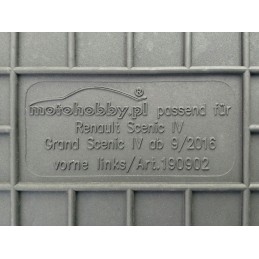 motohobby.pl® passend für
Renault Scenic IV
Grand Scenic IV ab 9/2016
vorne links/Art.190902